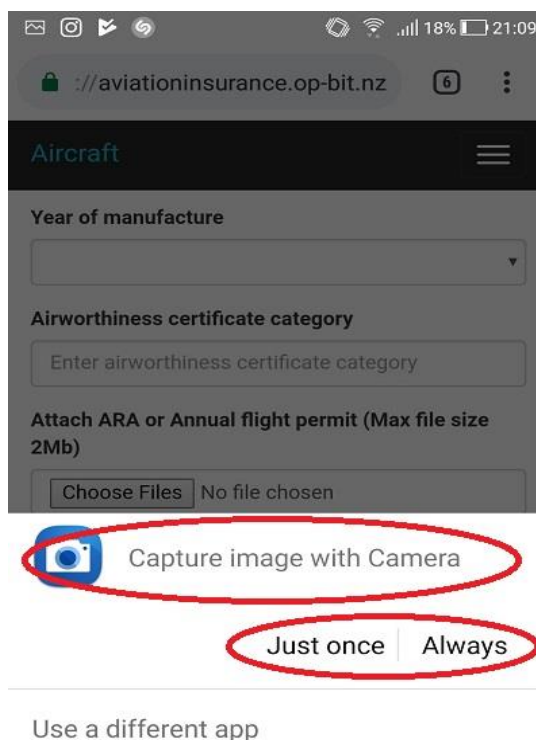 18% 21:09
://aviationinsurance.op-bit.nz 6
Aircraft
Year of manufacture
Airworthiness certificate category
Enter airworthiness certificate category
Attach ARA or Annual flight permit (Max file size
2Mb)
Choose Files No file chosen
Capture image with Camera
Just once Always
Use a different app